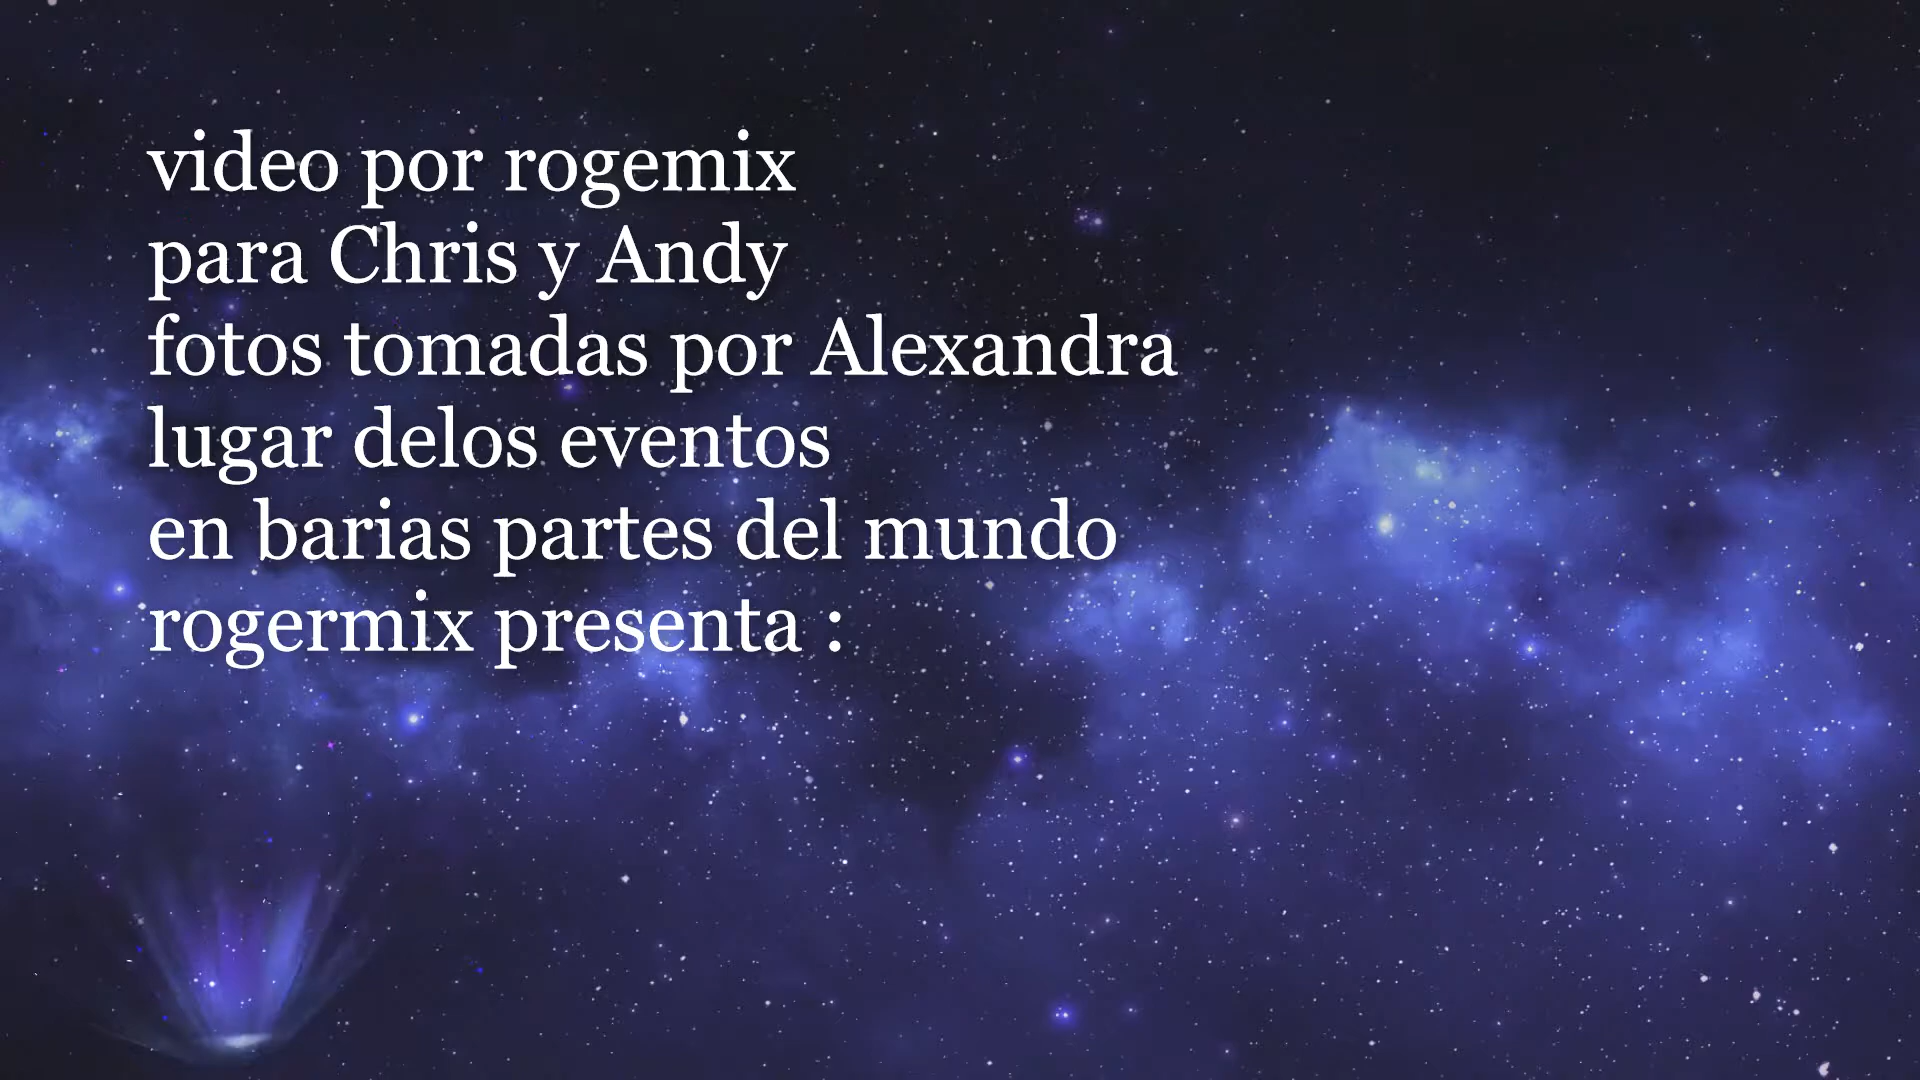 video por rogemix
para Chris y Andy
fotos tomadas por Alexandra
lugar delos eventos
en barias partes del mundo
rogermix presenta :